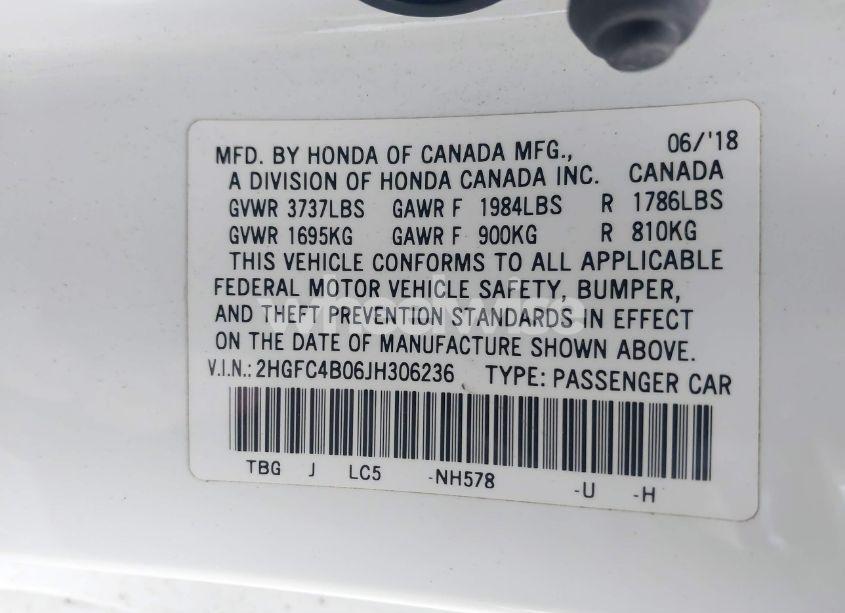 MFD. BY HONDA OF CANADA MFG., 06/'18
A DIVISION OF HONDA CANADA INC. CANADA
GVWR 3737LBS GAWR F 1984LBS R 1786LBS
GVWR 1695KG GAWR F 900KG R 810KG
THIS VEHICLE CONFORMS TO ALL APPLICABLE
FEDERAL MOTOR VEHICLE SAFETY, BUMPER,
wheelwise
AND THEFT PREVENTION STANDARDS IN EFFECT
ON THE DATE OF MANUFACTURE SHOWN ABOVE.
V.I.N.: 2HGFC4B06JH306236 TYPE: PASSENGER CAR
TBG J LC5 -NH578 -U -H